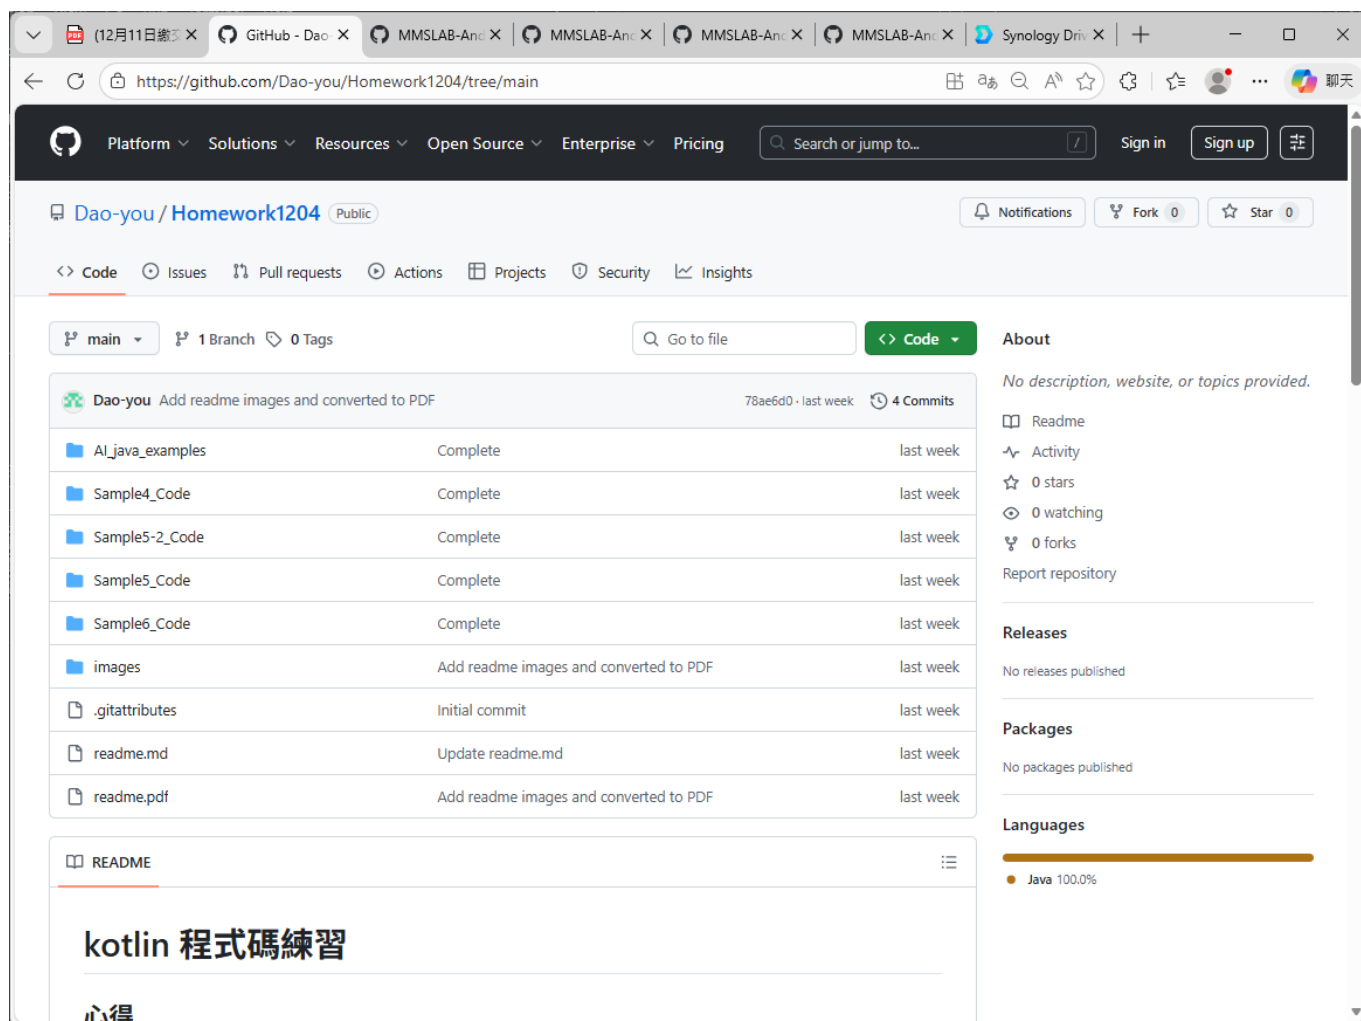 (12月11日繳交
GitHub - Dao-
MMSLAB-And
MMSLAB-And
MMSLAB-And
MMSLAB-And
Synology Driv
https://github.com/Dao-you/Homework1204/tree/main
聊天
Platform
Solutions
Resources
Open Source
Enterprise
Pricing
Search or jump to...
/
Sign in
Sign up
Dao-you / Homework1204 Public
Notifications
Fork 0
Star 0
Code
Issues
Pull requests
Actions
Projects
Security
Insights
main
1 Branch
0 Tags
Go to file
Code
Dao-you Add readme images and converted to PDF 78ae6d0 · last week 4 Commits
AI_java_examples Complete last week
Sample4_Code Complete last week
Sample5-2_Code Complete last week
Sample5_Code Complete last week
Sample6_Code Complete last week
images Add readme images and converted to PDF last week
.gitattributes Initial commit last week
readme.md Update readme.md last week
readme.pdf Add readme images and converted to PDF last week
README
kotlin 程式碼練習
心得
About
No description, website, or topics provided.
Readme
Activity
0 stars
0 watching
0 forks
Report repository
Releases
No releases published
Packages
No packages published
Languages
Java 100.0%